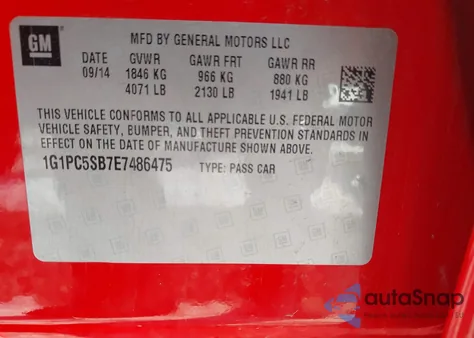 GM
MFD BY GENERAL MOTORS LLC
DATE GVWR GAWR FRT GAWR RR
09/14 1846 KG 966 KG 880 KG
4071 LB 2130 LB 1941 LB
THIS VEHICLE CONFORMS TO ALL APPLICABLE U.S. FEDERAL MOTOR
VEHICLE SAFETY, BUMPER, AND THEFT PREVENTION STANDARDS IN
EFFECT ON THE DATE OF MANUFACTURE SHOWN ABOVE.
1G1PC5SB7E7486475 TYPE: PASS CAR
autoSnap